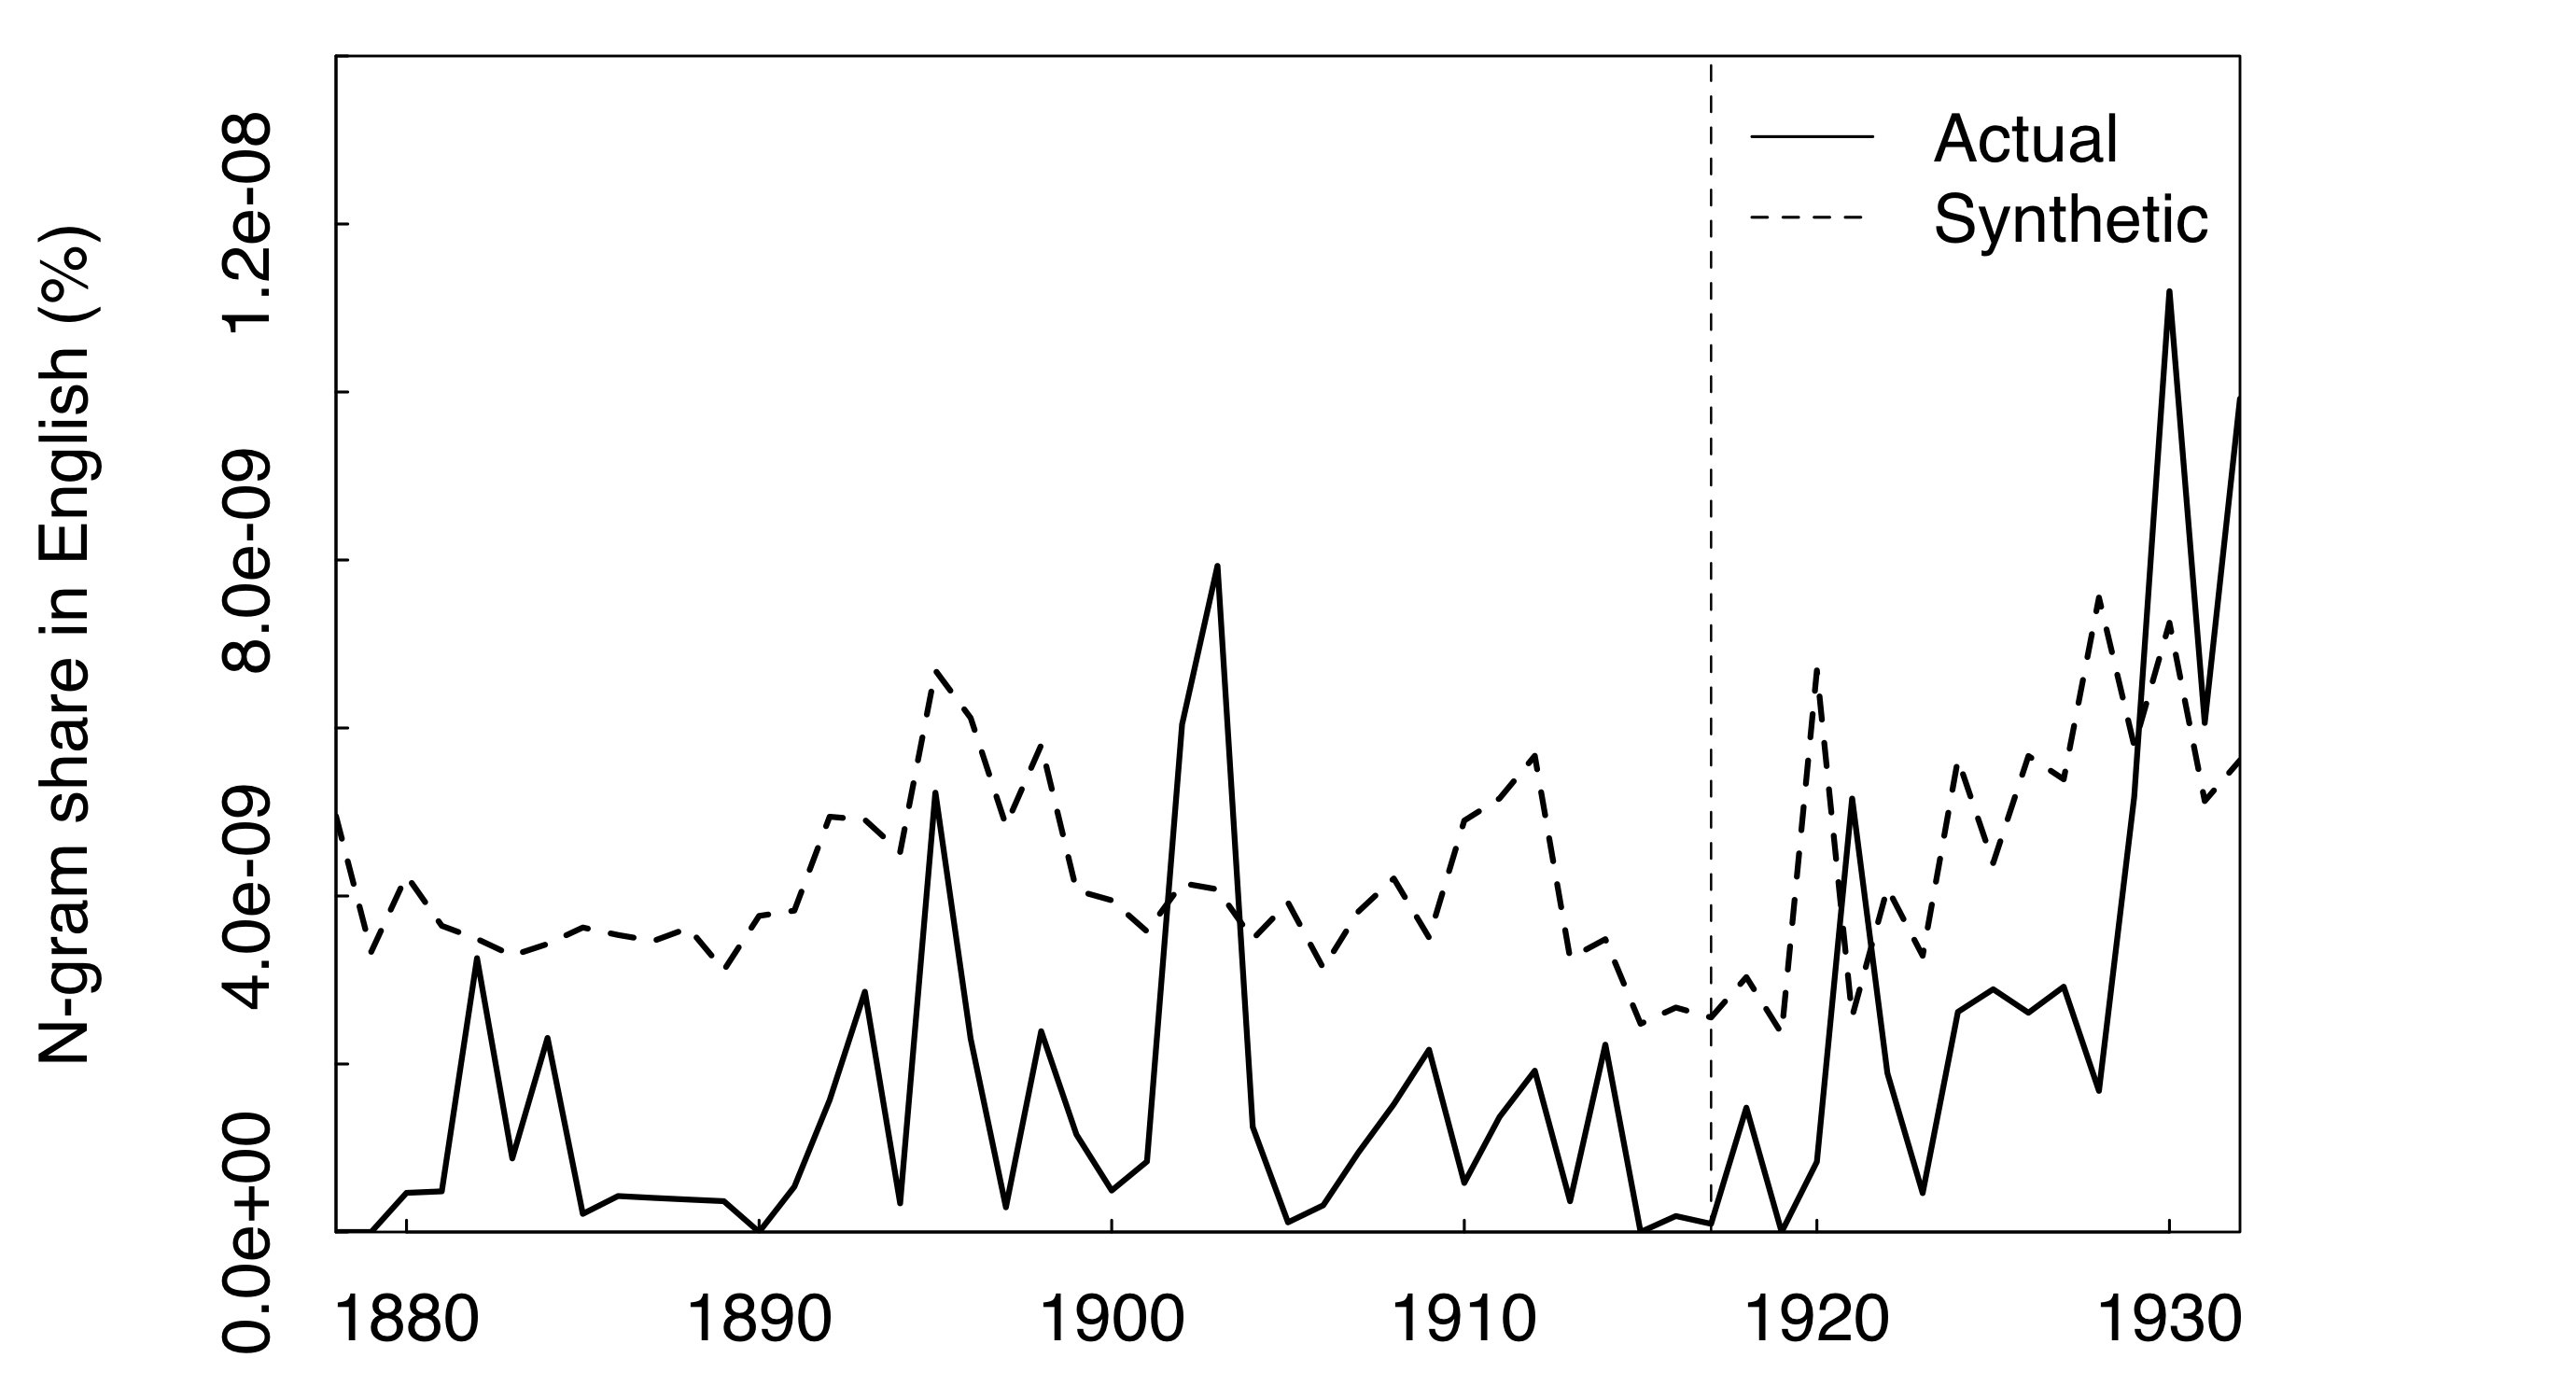 N-gram share in English (%)
1.2e-08
8.0e-09
4.0e-09
0.0e+00
Actual
Synthetic
1880 1890 1900 1910 1920 1930